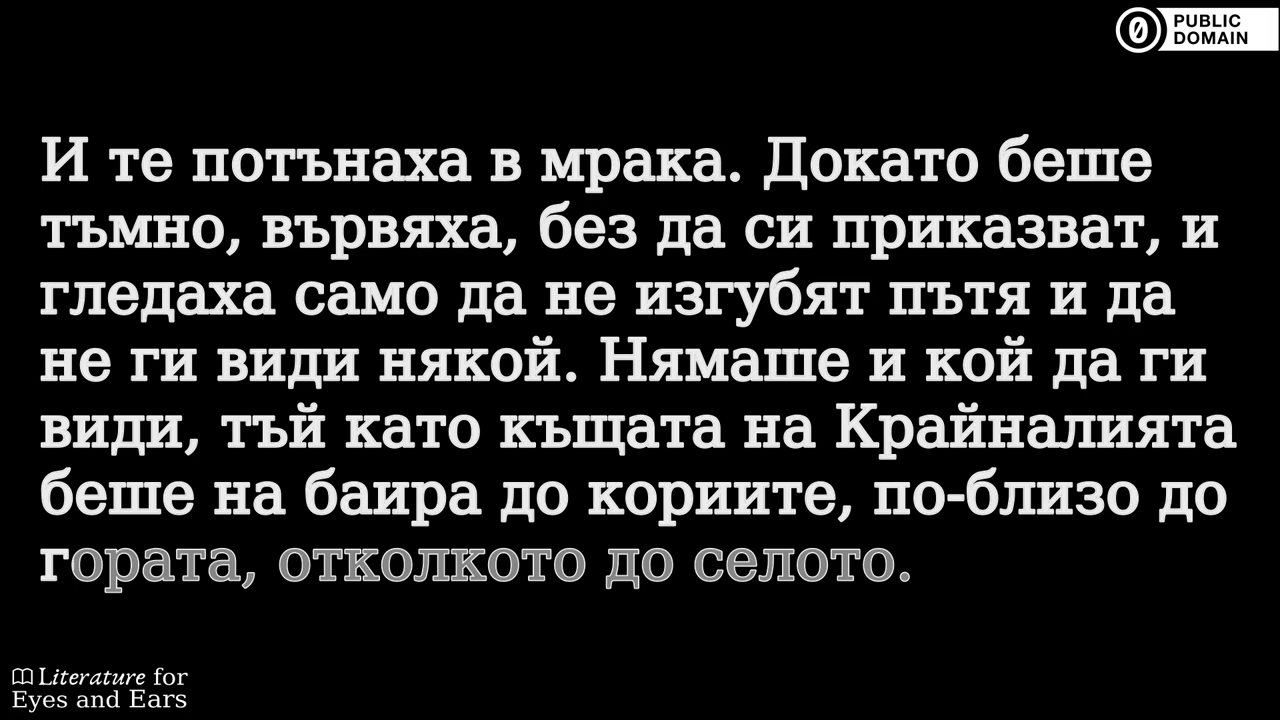 PUBLIC
DOMAIN
И те потънаха в мрака. Докато беше
тъмно, вървяха, без да си приказват, и
гледаха само да не изгубят пътя и да
не ги види някой. Нямаше и кой да ги
види, тъй като къщата на Крайналията
беше на баира до кориите, по-близо до
гората, отколкото до селото.
Literature for
Eyes and Ears